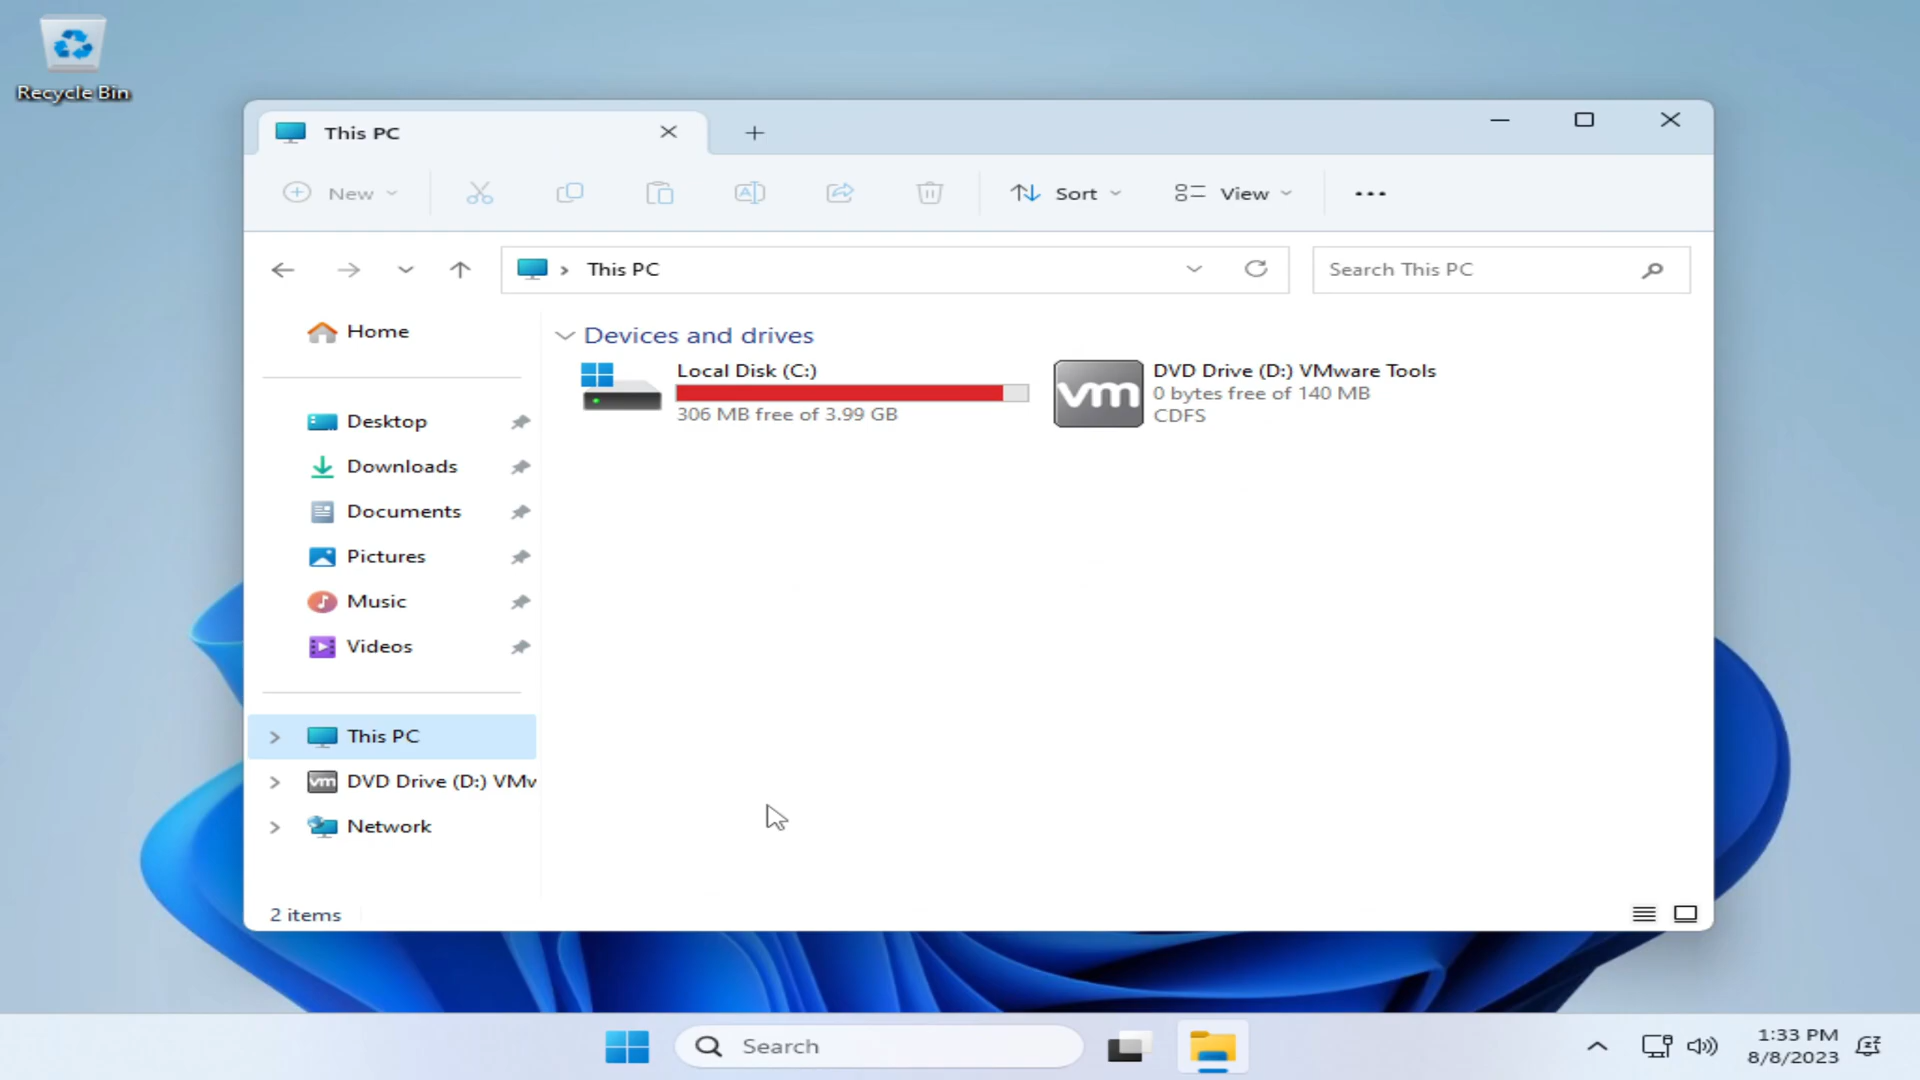 Recycle Bin
This PC
New
Sort
View
This PC
Search This PC
Home
Desktop
Downloads
Documents
Pictures
Music
Videos
This PC
DVD Drive (D:) VMw
Network
Devices and drives
Local Disk (C:)
306 MB free of 3.99 GB
vm
DVD Drive (D:) VMware Tools
0 bytes free of 140 MB
CDFS
2 items
Search
1:33 PM
8/8/2023